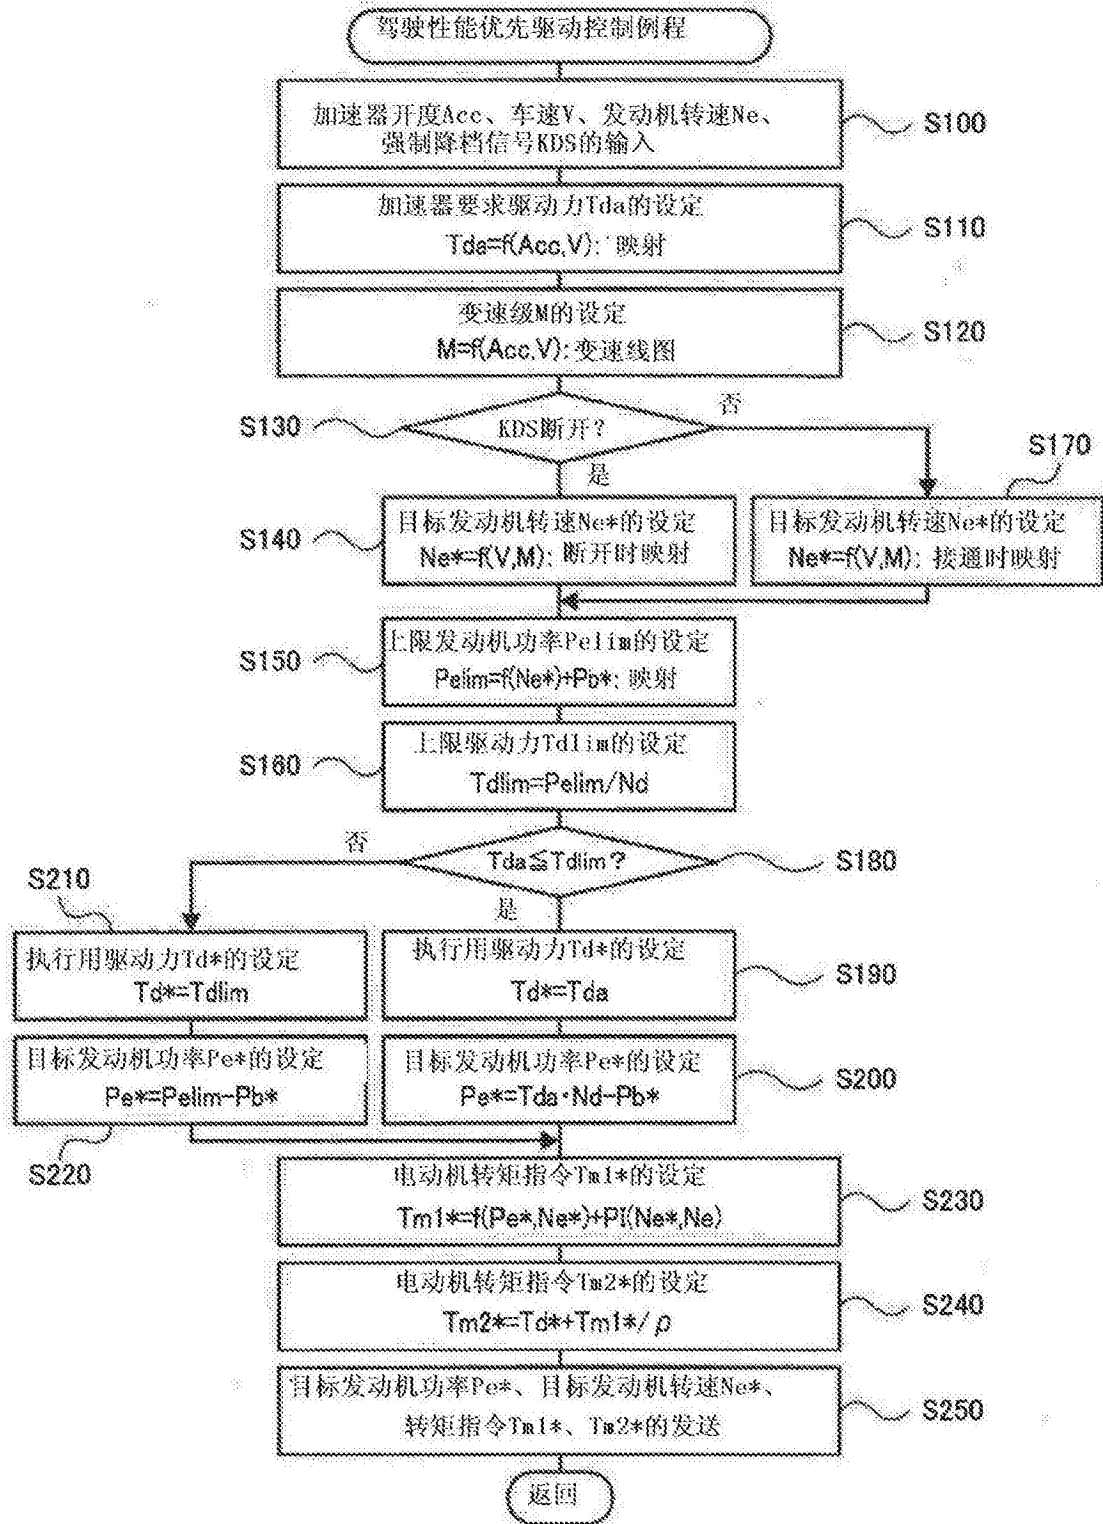 驾驶性能优先驱动控制例程
加速器开度Acc、车速V、发动机转速Ne、
强制降档信号KDS的输入
S100
加速器要求驱动力Tda的设定
Tda=f(Acc,V): 映射
S110
变速级M的设定
M=f(Acc,V): 变速线图
S120
S130
KDS断开?
否
是
S170
S140
目标发动机转速Ne*的设定
Ne*=f(V,M): 断开时映射
目标发动机转速Ne*的设定
Ne*=f(V,M): 接通时映射
S150
上限发动机功率Pelim的设定
Pelim=f(Ne*)+Pb*: 映射
S160
上限驱动力Tdlim的设定
Tdlim=Pelim/Nd
否
Tda≦Tdlim?
S180
是
S210
执行用驱动力Td*的设定
Td*=Tdlim
执行用驱动力Td*的设定
Td*=Tda
S190
目标发动机功率Pe*的设定
Pe*=Pelim-Pb*
目标发动机功率Pe*的设定
Pe*=Tda·Nd-Pb*
S200
S220
电动机转矩指令Tm1*的设定
Tm1*=f(Pe*,Ne*)+PI(Ne*,Ne)
S230
电动机转矩指令Tm2*的设定
Tm2*=Td*+Tm1*/ρ
S240
目标发动机功率Pe*、目标发动机转速Ne*、
转矩指令Tm1*、Tm2*的发送
S250
返回